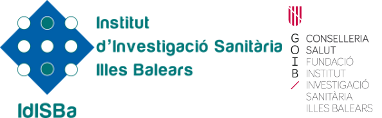 Institut
d'Investigació Sanitària
Illes Balears
IdISBa
G CONSELLERIA
O SALUT
I FUNDACIÓ
B INSTITUT
/ INVESTIGACIÓ
SANITÀRIA
ILLES BALEARS